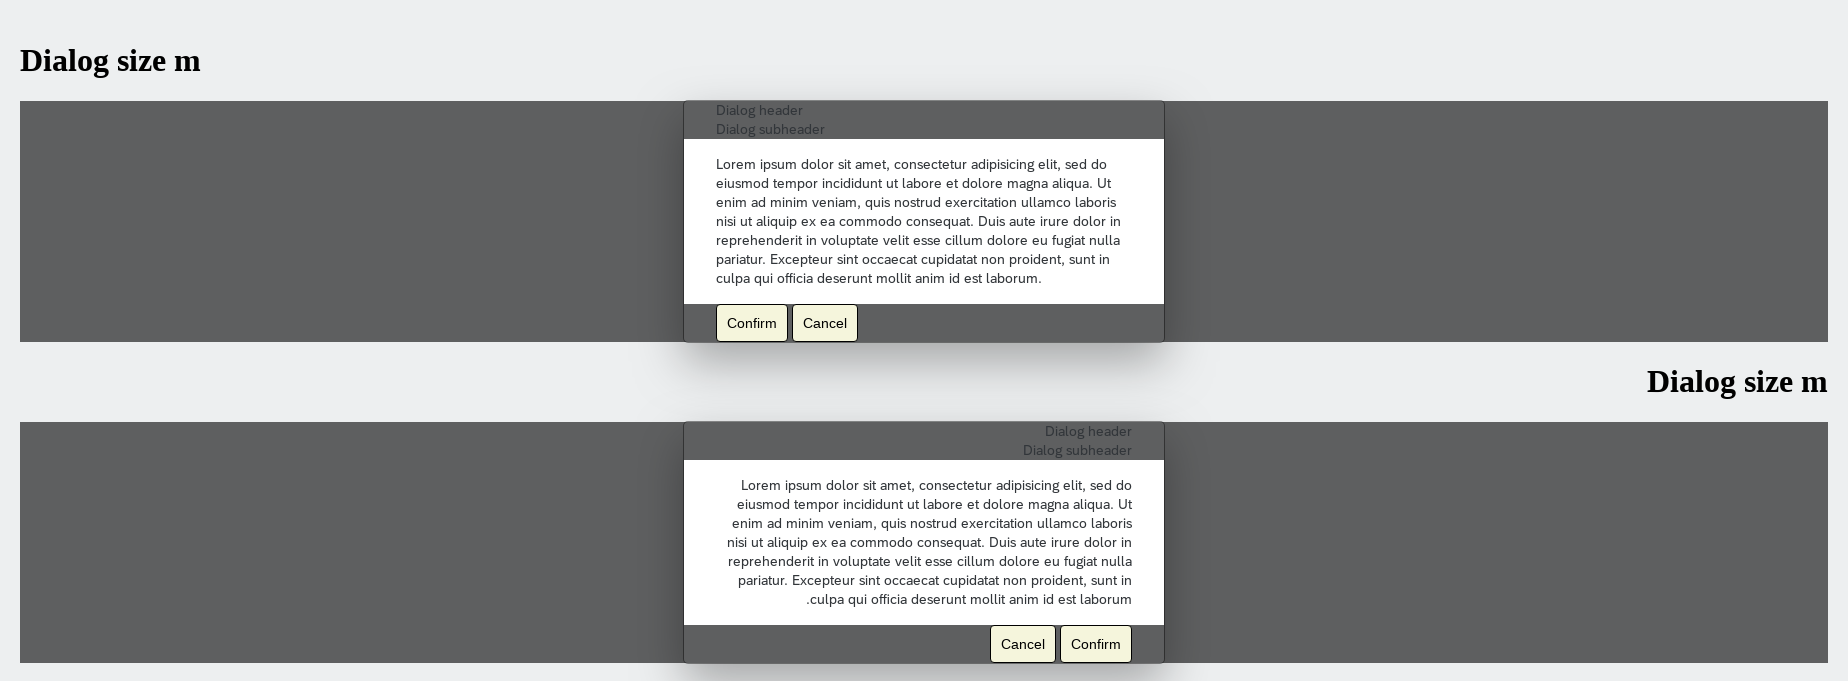 Dialog size m
Dialog header
Dialog subheader
Lorem ipsum dolor sit amet, consectetur adipisicing elit, sed do
eiusmod tempor incididunt ut labore et dolore magna aliqua. Ut
enim ad minim veniam, quis nostrud exercitation ullamco laboris
nisi ut aliquip ex ea commodo consequat. Duis aute irure dolor in
reprehenderit in voluptate velit esse cillum dolore eu fugiat nulla
pariatur. Excepteur sint occaecat cupidatat non proident, sunt in
culpa qui officia deserunt mollit anim id est laborum.
Confirm Cancel
Dialog size m
Dialog header
Dialog subheader
Lorem ipsum dolor sit amet, consectetur adipisicing elit, sed do
eiusmod tempor incididunt ut labore et dolore magna aliqua. Ut
enim ad minim veniam, quis nostrud exercitation ullamco laboris
nisi ut aliquip ex ea commodo consequat. Duis aute irure dolor in
reprehenderit in voluptate velit esse cillum dolore eu fugiat nulla
pariatur. Excepteur sint occaecat cupidatat non proident, sunt in
.culpa qui officia deserunt mollit anim id est laborum
Cancel Confirm